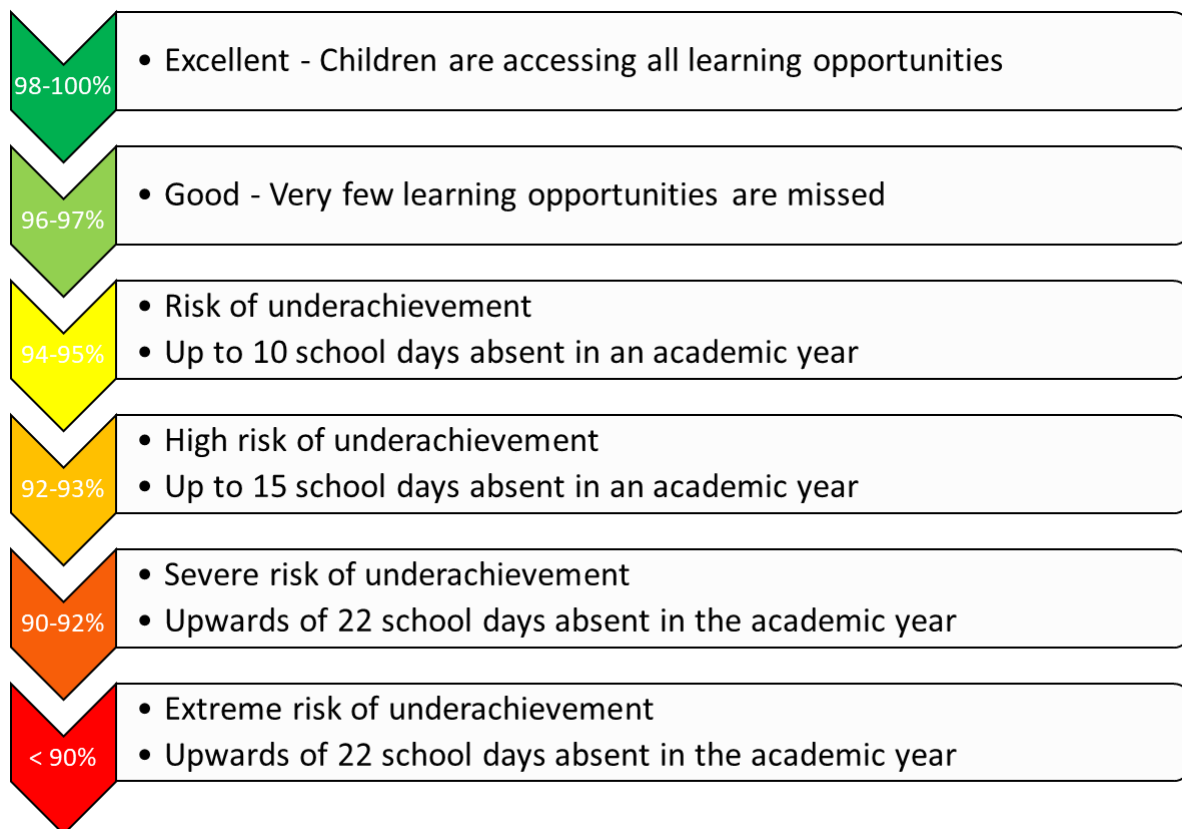 98-100%
• Excellent - Children are accessing all learning opportunities
96-97%
• Good - Very few learning opportunities are missed
94-95%
• Risk of underachievement
• Up to 10 school days absent in an academic year
92-93%
• High risk of underachievement
• Up to 15 school days absent in an academic year
90-92%
• Severe risk of underachievement
• Upwards of 22 school days absent in the academic year
< 90%
• Extreme risk of underachievement
• Upwards of 22 school days absent in the academic year